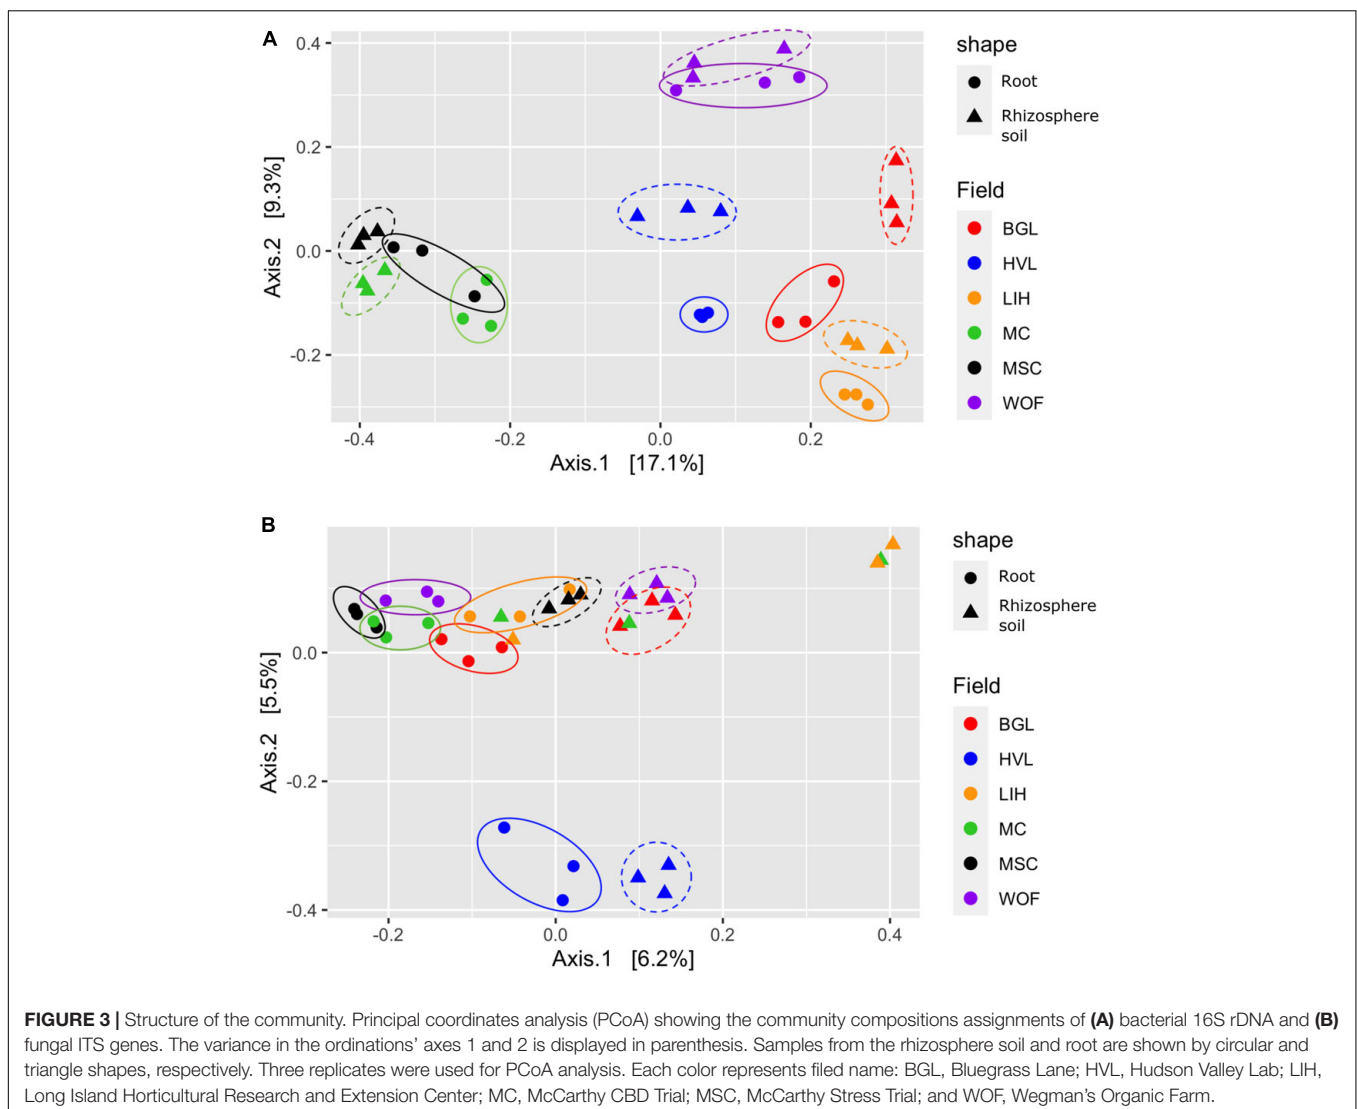 A
0.4
0.2
0.0
-0.2
Axis.2 [9.3%]
-0.4
-0.2
0.0
0.2
Axis.1 [17.1%]
shape
Root
Rhizosphere
soil
Field
BGL
HVL
LIH
MC
MSC
WOF
B
0.0
-0.2
-0.4
Axis.2 [5.5%]
-0.2
0.0
0.2
0.4
Axis.1 [6.2%]
shape
Root
Rhizosphere
soil
Field
BGL
HVL
LIH
MC
MSC
WOF
FIGURE 3 | Structure of the community. Principal coordinates analysis (PCoA) showing the community compositions assignments of (A) bacterial 16S rDNA and (B)
fungal ITS genes. The variance in the ordinations' axes 1 and 2 is displayed in parenthesis. Samples from the rhizosphere soil and root are shown by circular and
triangle shapes, respectively. Three replicates were used for PCoA analysis. Each color represents filed name: BGL, Bluegrass Lane; HVL, Hudson Valley Lab; LIH,
Long Island Horticultural Research and Extension Center; MC, McCarthy CBD Trial; MSC, McCarthy Stress Trial; and WOF, Wegman's Organic Farm.